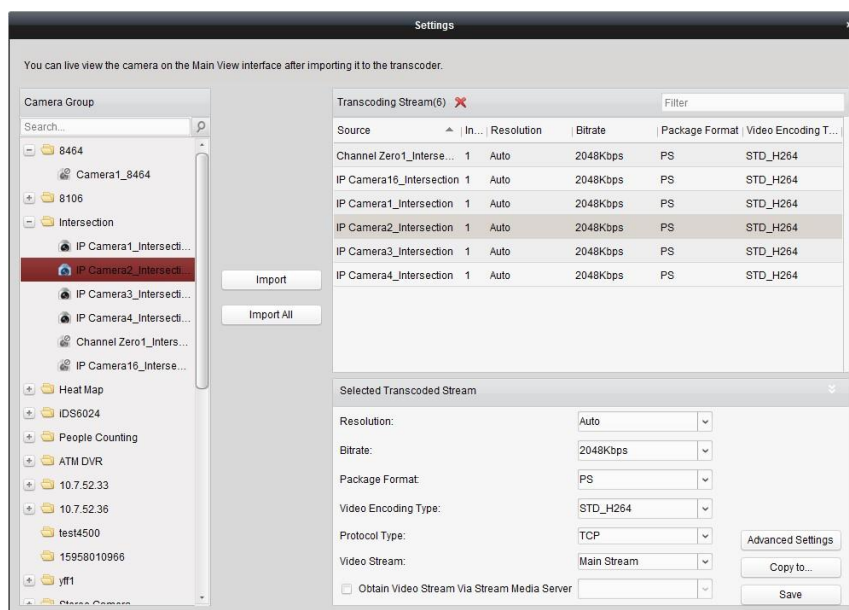 Settings
You can live view the camera on the Main View interface after importing it to the transcoder.
Camera Group
Search...
8464
Camera1_8464
8106
Intersection
IP Camera1_Intersecti...
IP Camera2_Intersecti...
IP Camera3_Intersecti...
IP Camera4_Intersecti...
Channel Zero1_Inters...
IP Camera16_Interse...
Heat Map
iDS6024
People Counting
ATM DVR
10.7.52.33
10.7.52.36
test4500
15958010966
yff1
Stereo Camera
Import
Import All
Transcoding Stream(6)
Filter
Source In... Resolution Bitrate Package Format Video Encoding T...
Channel Zero1_Interse... 1 Auto 2048Kbps PS STD_H264
IP Camera16_Intersection 1 Auto 2048Kbps PS STD_H264
IP Camera1_Intersection 1 Auto 2048Kbps PS STD_H264
IP Camera2_Intersection 1 Auto 2048Kbps PS STD_H264
IP Camera3_Intersection 1 Auto 2048Kbps PS STD_H264
IP Camera4_Intersection 1 Auto 2048Kbps PS STD_H264
Selected Transcoded Stream
Resolution: Auto
Bitrate: 2048Kbps
Package Format: PS
Video Encoding Type: STD_H264
Protocol Type: TCP
Video Stream: Main Stream
Obtain Video Stream Via Stream Media Server
Advanced Settings
Copy to...
Save